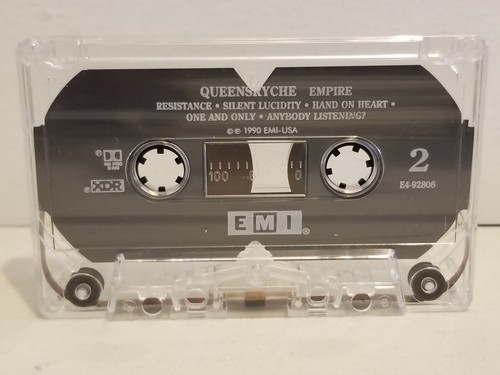 QUEENSRŸCHE EMPIRE
RESISTANCE • SILENT LUCIDITY • HAND ON HEART •
ONE AND ONLY • ANYBODY LISTENING?
©℗ 1990 EMI-USA
2
E4-92806
100 0 0
XDR
EMI®